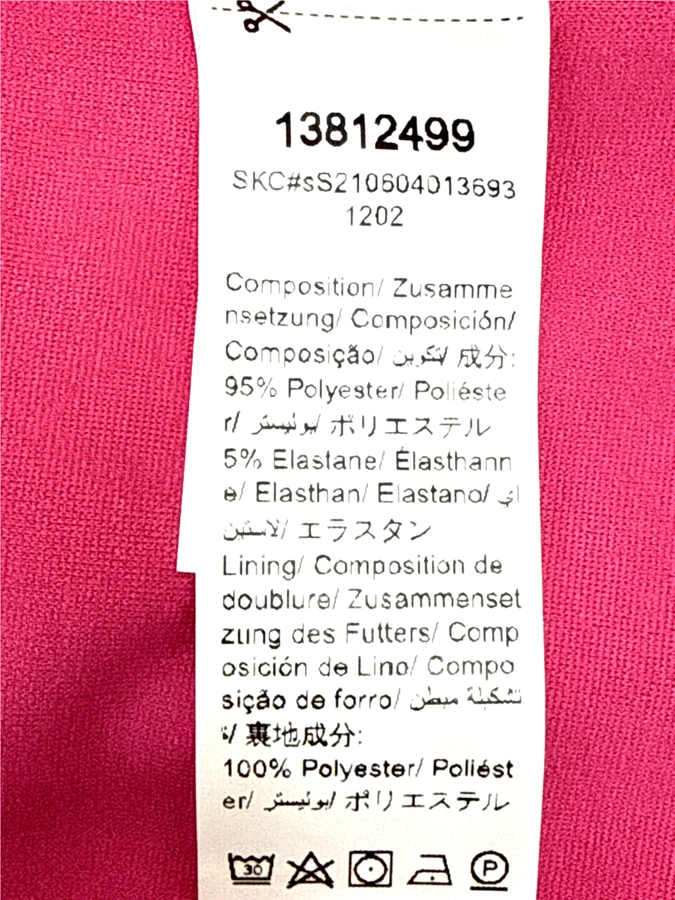 13812499
SKC#sS210604013693
1202
Composition/ Zusamme
nsetzung/ Composición/
Composição/ تكوين/ 成分:
95% Polyester/ Poliéste
r/ بوليستر/ ポリエステル
5% Elastane/ Élasthann
e/ Elasthan/ Elastano/ إي
لاستين/ エラスタン
Lining/ Composition de
doublure/ Zusammenset
zung des Futters/ Comp
osición de Lino/ Compo
sição de forro/ تشكيلة مبطن
ة/ 裏地成分:
100% Polyester/ Poliést
er/ بوليستر/ ポリエステル
30 P